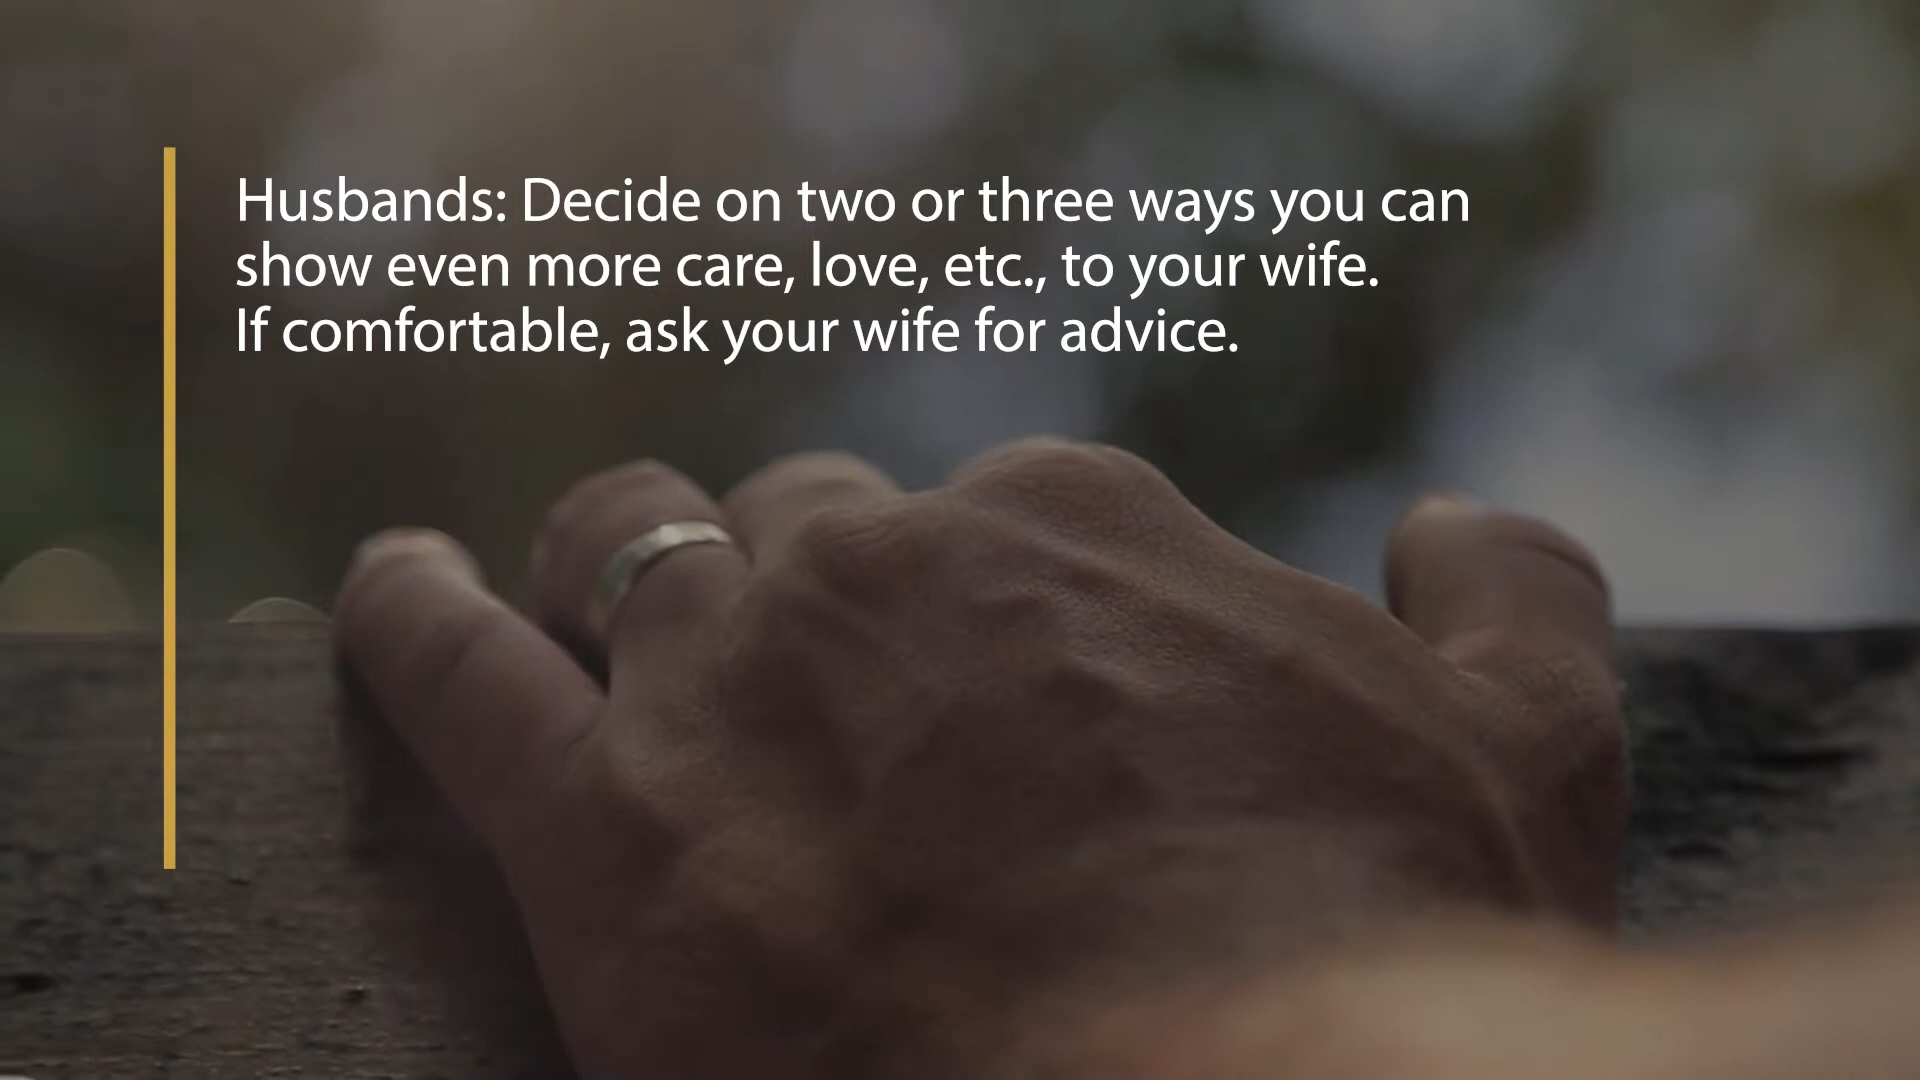 Husbands: Decide on two or three ways you can
show even more care, love, etc., to your wife.
If comfortable, ask your wife for advice.